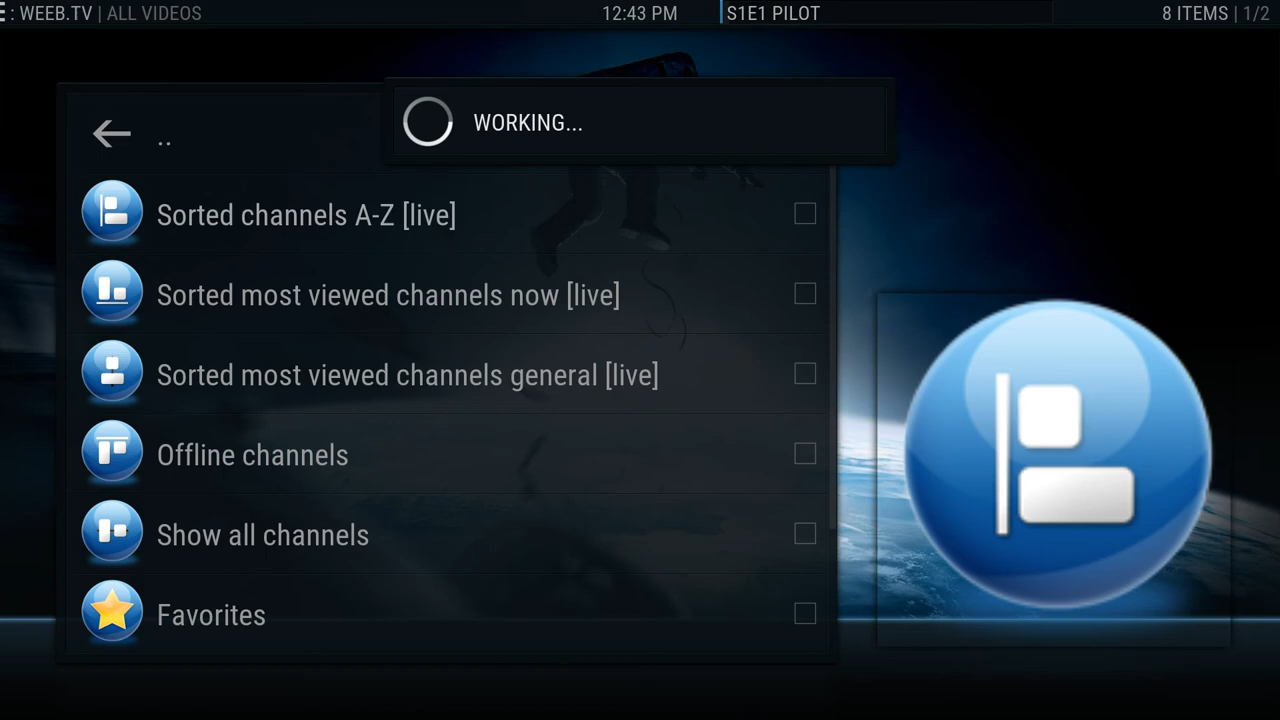 : WEEB.TV | ALL VIDEOS
12:43 PM
S1E1 PILOT
8 ITEMS | 1/2
WORKING...
..
Sorted channels A-Z [live]
Sorted most viewed channels now [live]
Sorted most viewed channels general [live]
Offline channels
Show all channels
Favorites